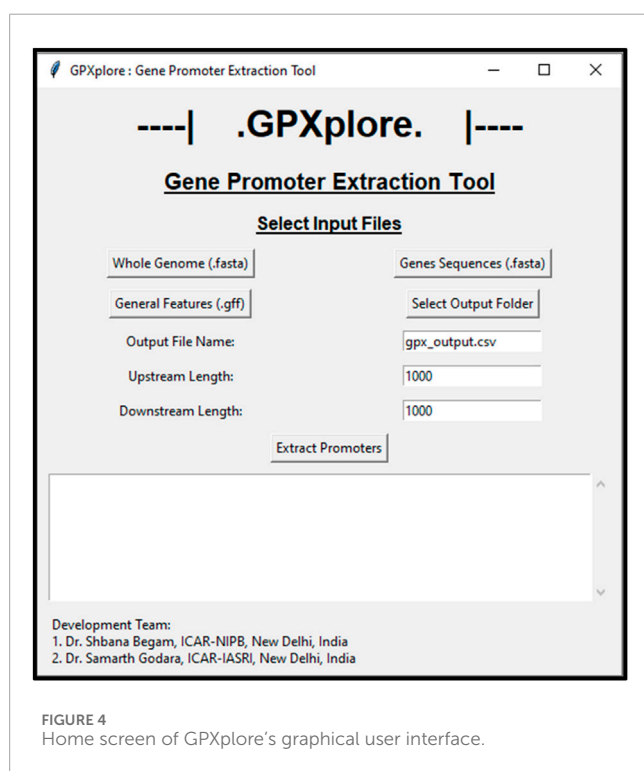 GPXplore : Gene Promoter Extraction Tool
----| .GPXplore. |----
Gene Promoter Extraction Tool
Select Input Files
Whole Genome (.fasta) Genes Sequences (.fasta)
General Features (.gff) Select Output Folder
Output File Name: gpx_output.csv
Upstream Length: 1000
Downstream Length: 1000
Extract Promoters
Development Team:
1. Dr. Shbana Begam, ICAR-NIPB, New Delhi, India
2. Dr. Samarth Godara, ICAR-IASRI, New Delhi, India
FIGURE 4
Home screen of GPXplore's graphical user interface.